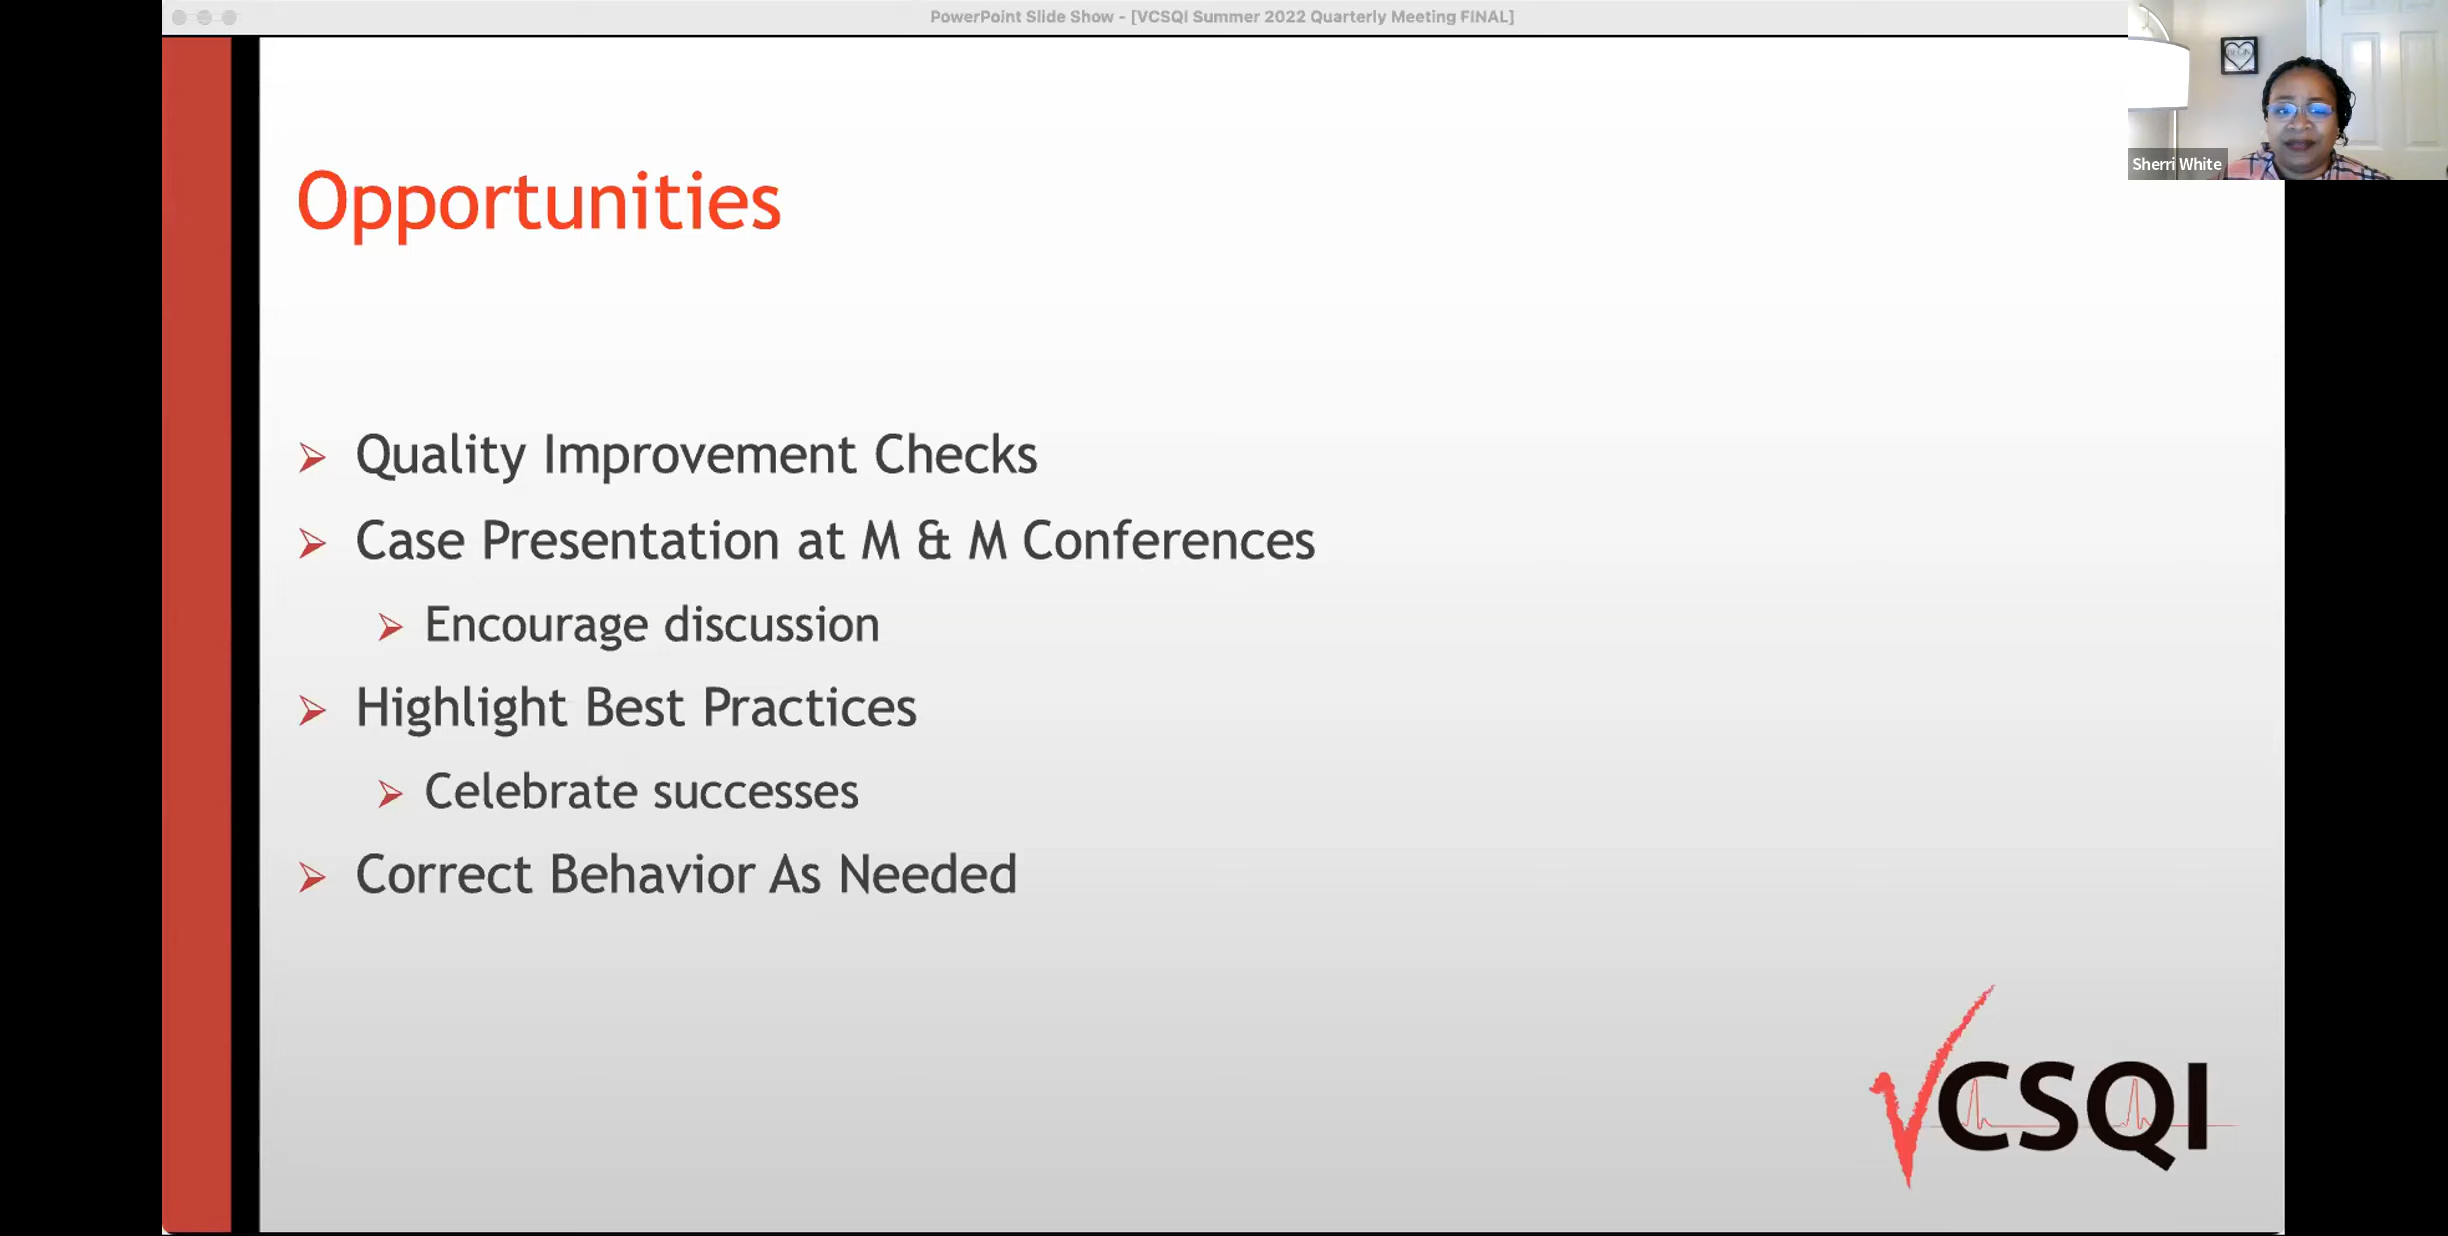 PowerPoint Slide Show - [VCSQI Summer 2022 Quarterly Meeting FINAL]
Sherri White
Opportunities
Quality Improvement Checks
Case Presentation at M & M Conferences
Encourage discussion
Highlight Best Practices
Celebrate successes
Correct Behavior As Needed
VCSQI